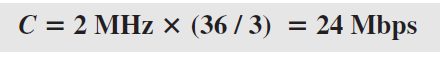 C = 2 MHz × (36 / 3) = 24 Mbps